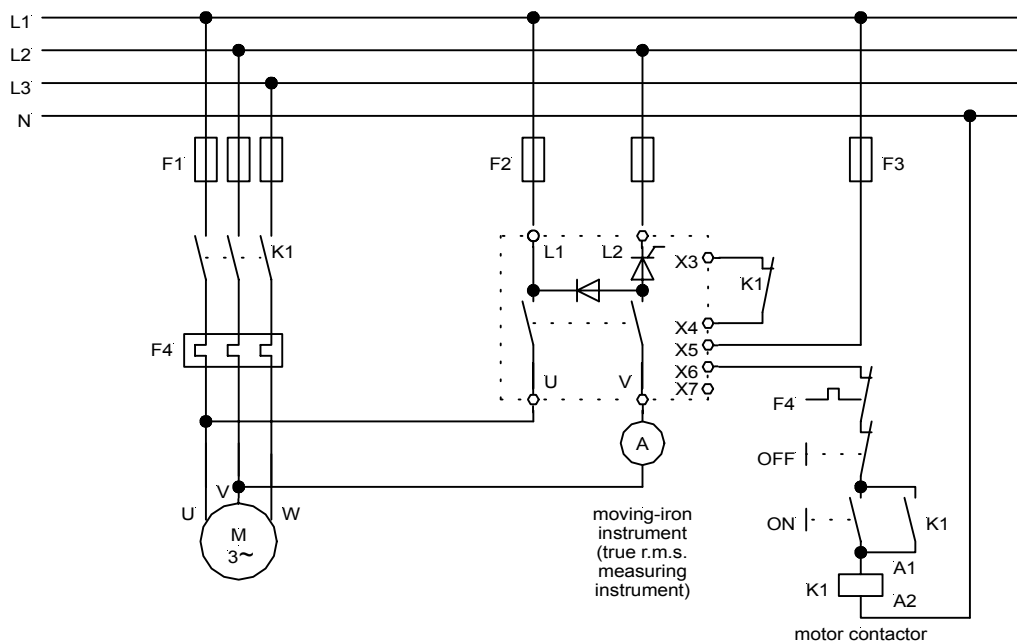 L1
L2
L3
N
F1
F2
F3
K1
L1
L2
X3
K1
X4
F4
X5
X6
U
V
X7
F4
A
OFF
V
U
W
M
3~
moving-iron
instrument
(true r.m.s.
measuring
instrument)
ON
K1
A1
K1
A2
motor contactor